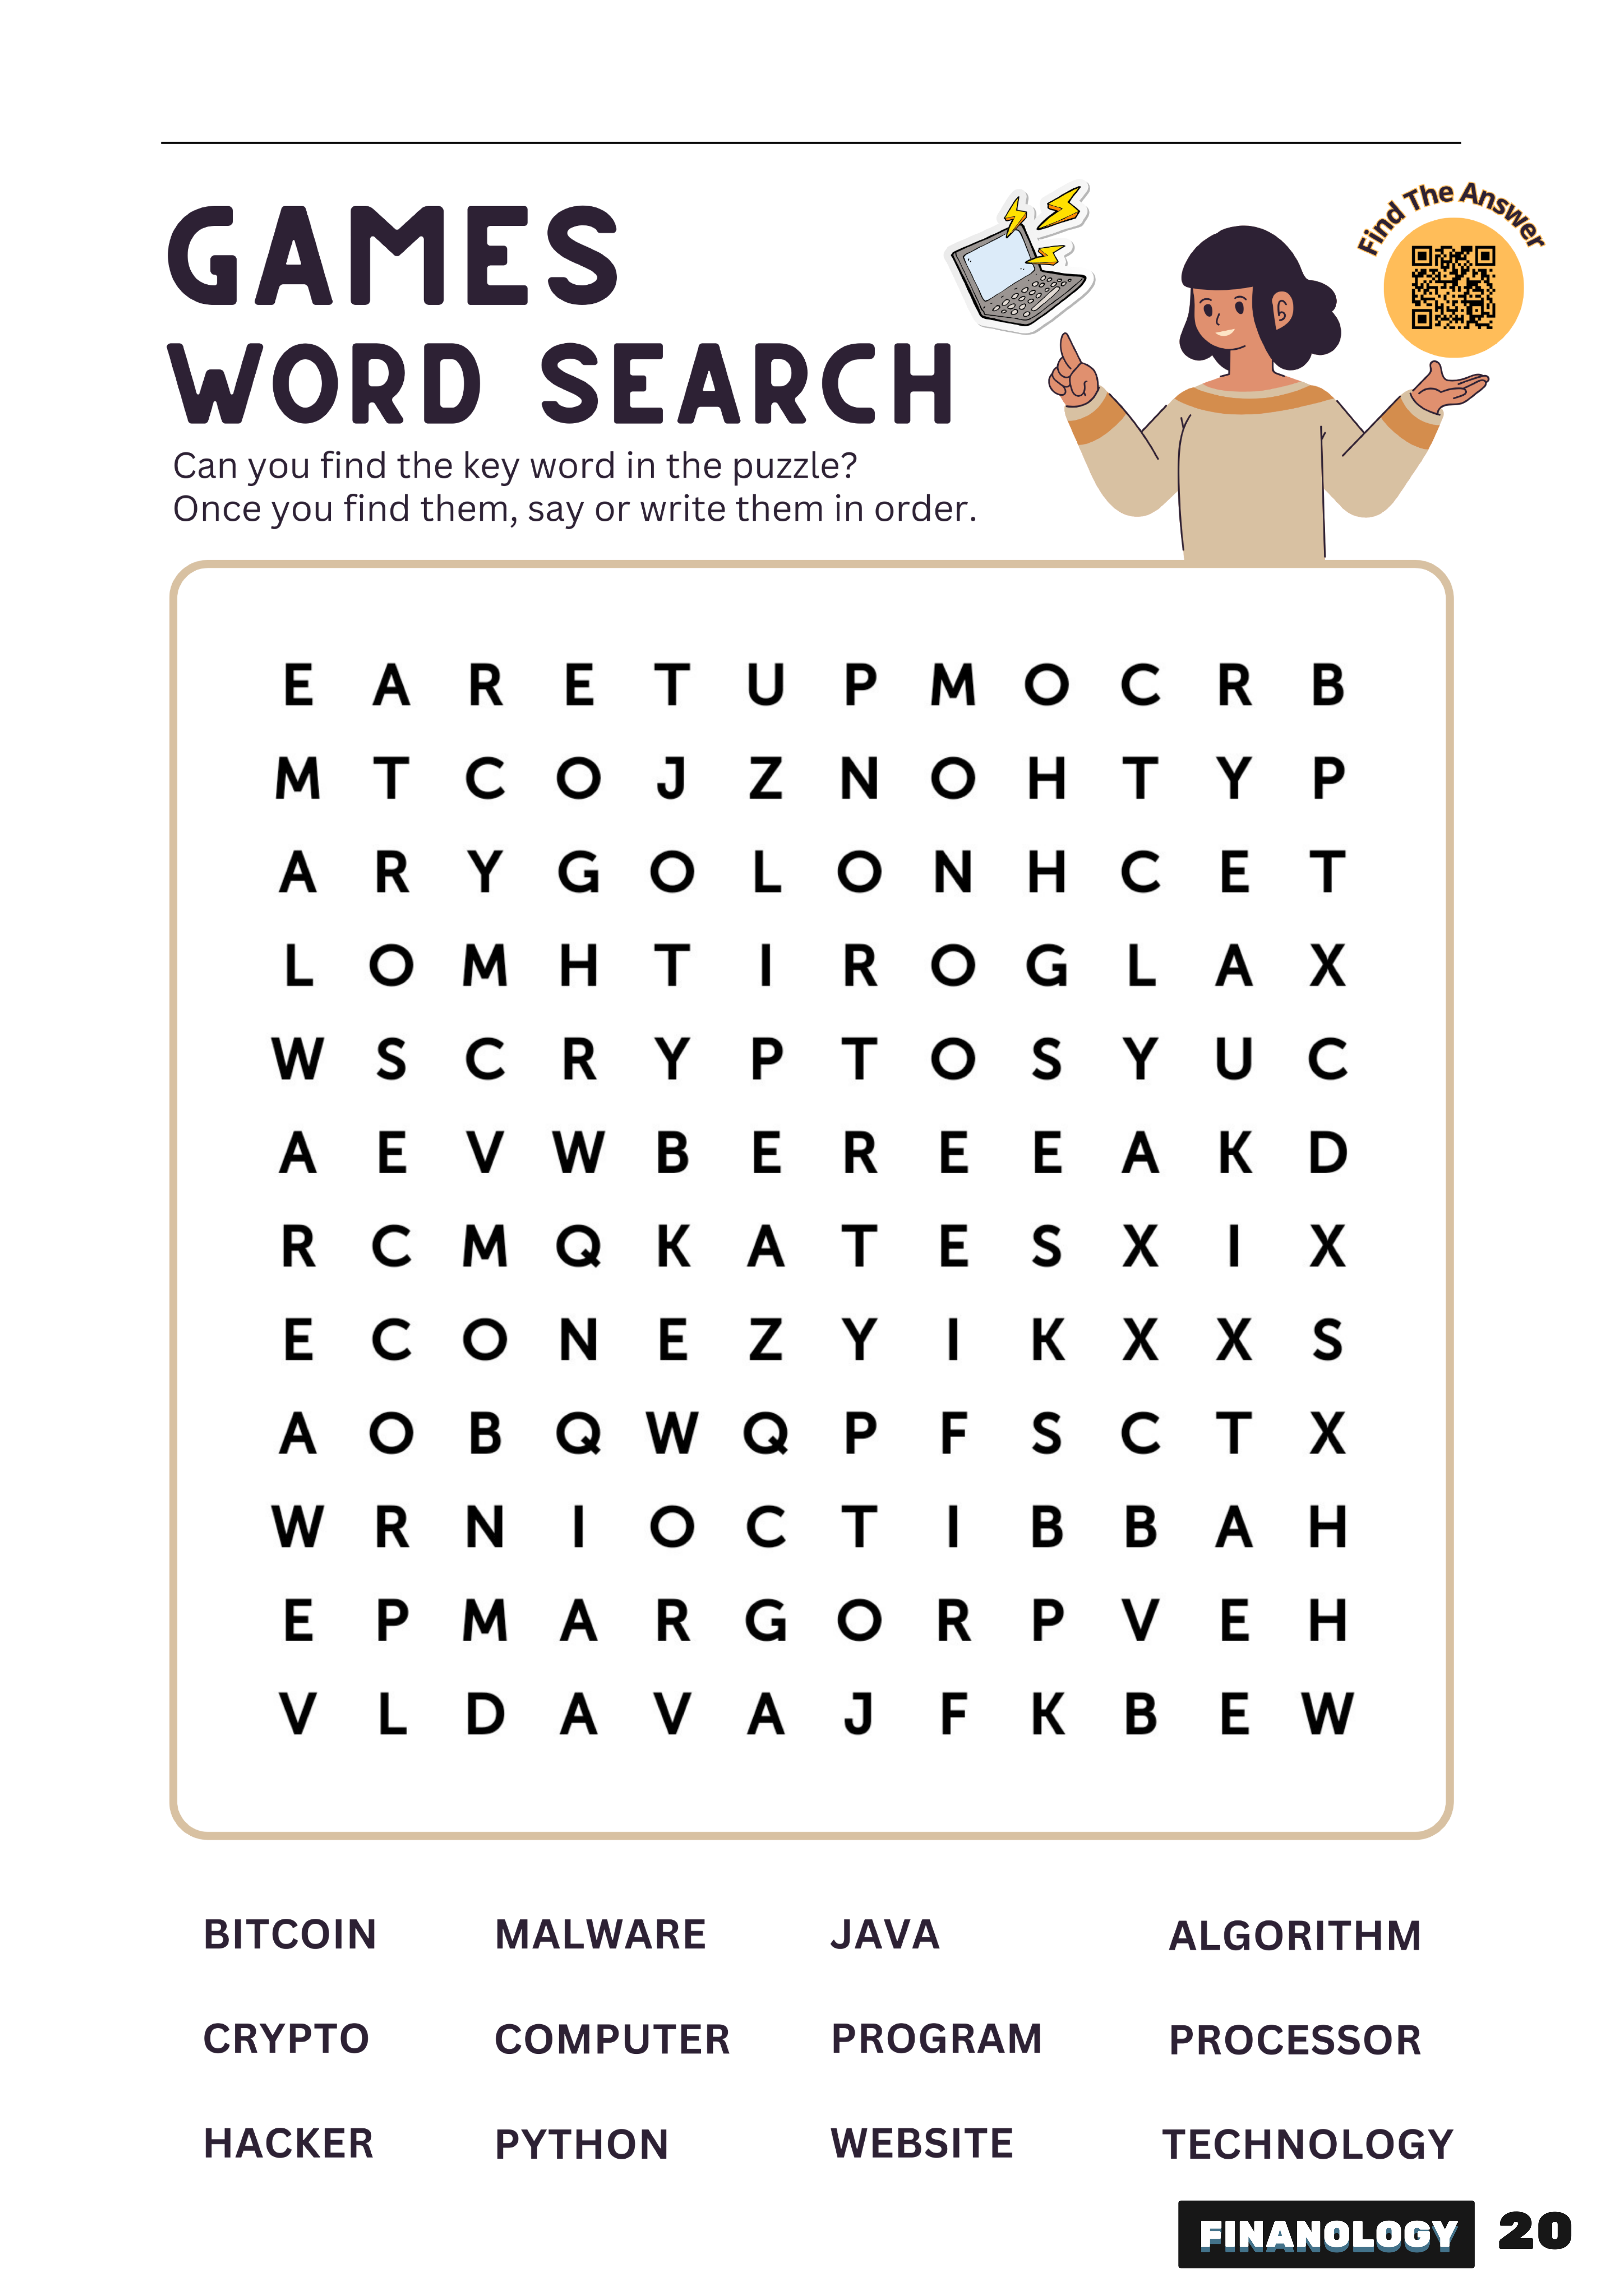 GAMES
WORD SEARCH
Can you find the key word in the puzzle?
Once you find them, say or write them in order.
Find The Answer
E A R E T U P M O C R B
M T C O J Z N O H T Y P
A R Y G O L O N H C E T
L O M H T I R O G L A X
W S C R Y P T O S Y U C
A E V W B E R E E A K D
R C M Q K A T E S X I X
E C O N E Z Y I K X X S
A O B Q W Q P F S C T X
W R N I O C T I B B A H
E P M A R G O R P V E H
V L D A V A J F K B E W
BITCOIN MALWARE JAVA ALGORITHM
CRYPTO COMPUTER PROGRAM PROCESSOR
HACKER PYTHON WEBSITE TECHNOLOGY
FINANOLOGY 20